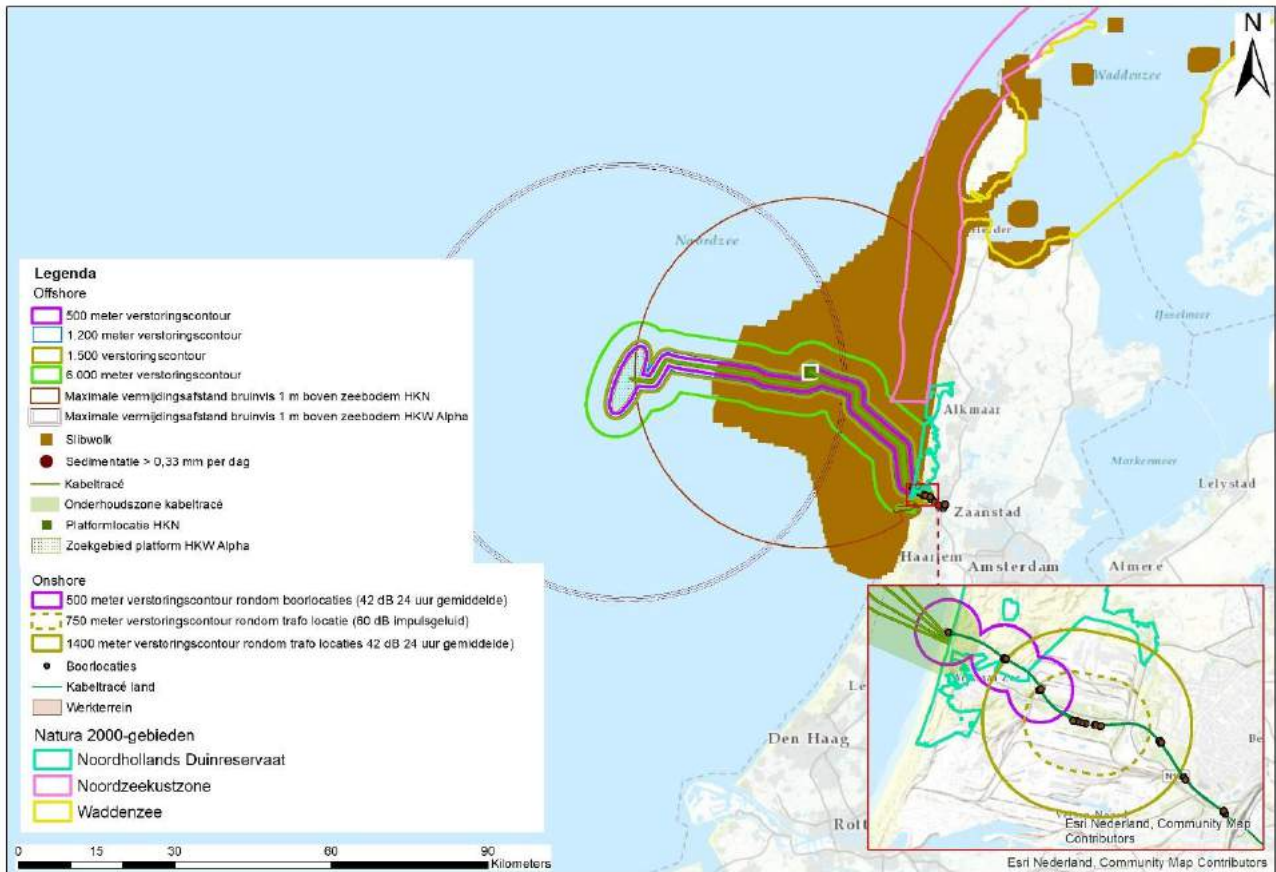 N
Waddenzee
Noordzee
Helder
IJsselmeer
Alkmaar
Markermeer
Lelystad
Zaanstad
Haarlem
Amsterdam
Almere
Le
Den Haag
Rott
Legenda
Offshore
500 meter verstoringscontour
1.200 meter verstoringscontour
1.500 verstoringscontour
6.000 meter verstoringscontour
Maximale vermijdingsafstand bruinvis 1 m boven zeebodem HKN
Maximale vermijdingsafstand bruinvis 1 m boven zeebodem HKW Alpha
Slibwolk
Sedimentatie > 0,33 mm per dag
Kabeltracé
Onderhoudszone kabeltracé
Platformlocatie HKN
Zoekgebied platform HKW Alpha
Onshore
500 meter verstoringscontour rondom boorlocaties (42 dB 24 uur gemiddelde)
750 meter verstoringscontour rondom trafo locatie (60 dB impulsgeluid)
1400 meter verstoringscontour rondom trafo locaties 42 dB 24 uur gemiddelde)
Boorlocaties
Kabeltracé land
Werkterrein
Natura 2000-gebieden
Noordhollands Duinreservaat
Noordzeekustzone
Waddenzee
0 15 30 60 90
Kilometers
Be
Esri Nederland, Community Map
Contributors
Esri Nederland, Community Map Contributors